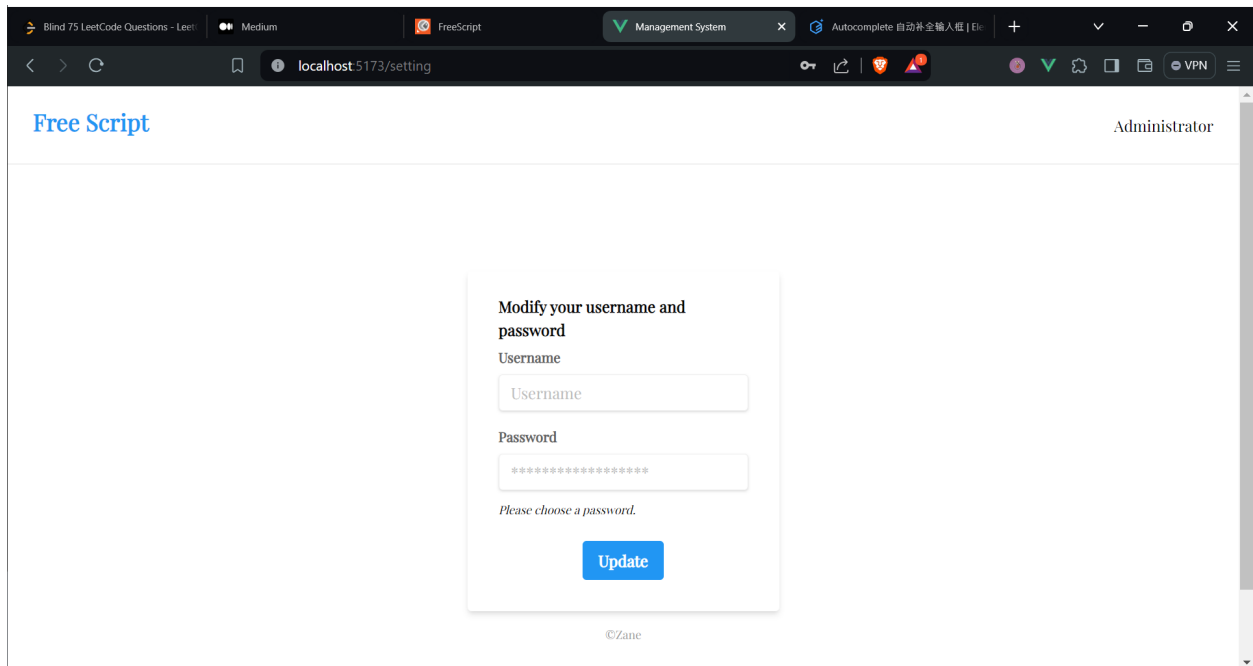 Blind 75 LeetCode Questions - Leet
Medium
FreeScript
Management System
Autocomplete 自动补全输入框 | Ele
localhost:5173/setting
1
VPN
Free Script
Administrator
Modify your username and
password
Username
Username
Password
******************
Please choose a password.
Update
©Zane